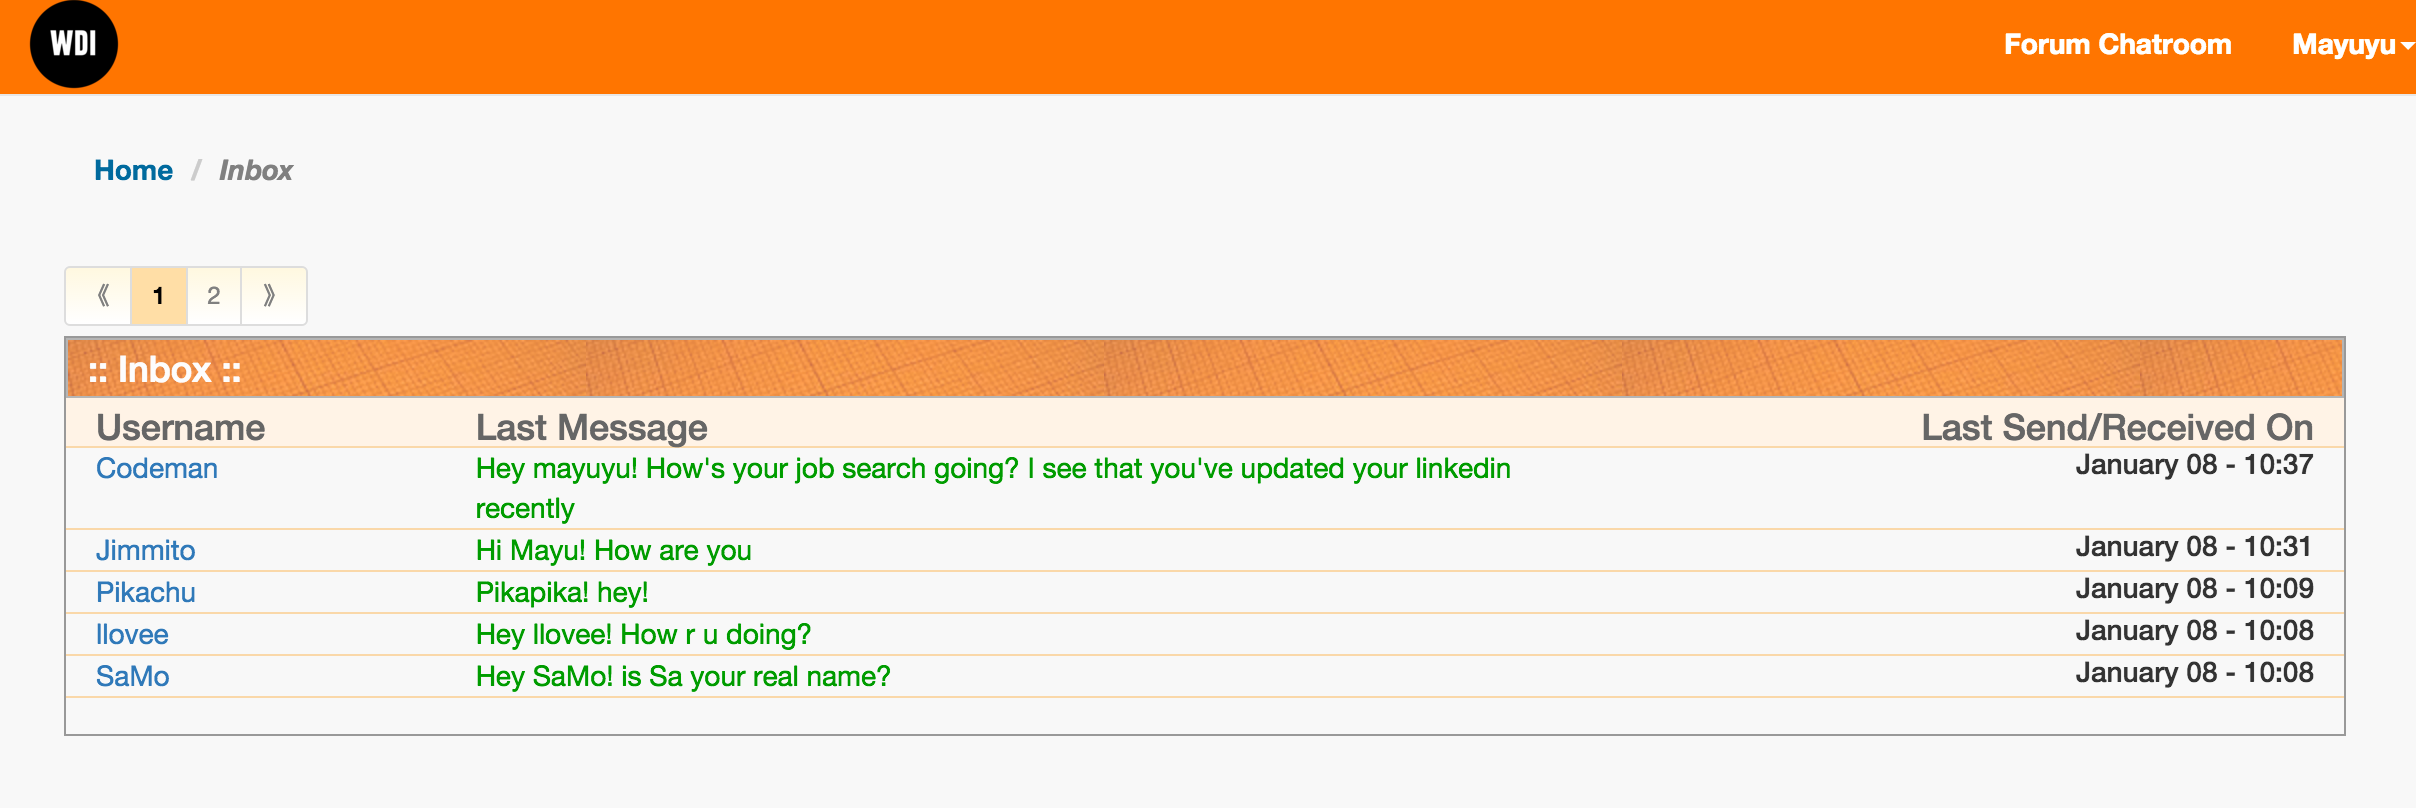 WDI
Forum Chatroom Mayuyu
Home / Inbox
《 1 2 》
:: Inbox ::
Username Last Message Last Send/Received On
Codeman Hey mayuyu! How's your job search going? I see that you've updated your linkedin January 08 - 10:37
recently
Jimmito Hi Mayu! How are you January 08 - 10:31
Pikachu Pikapika! hey! January 08 - 10:09
llovee Hey llovee! How r u doing? January 08 - 10:08
SaMo Hey SaMo! is Sa your real name? January 08 - 10:08